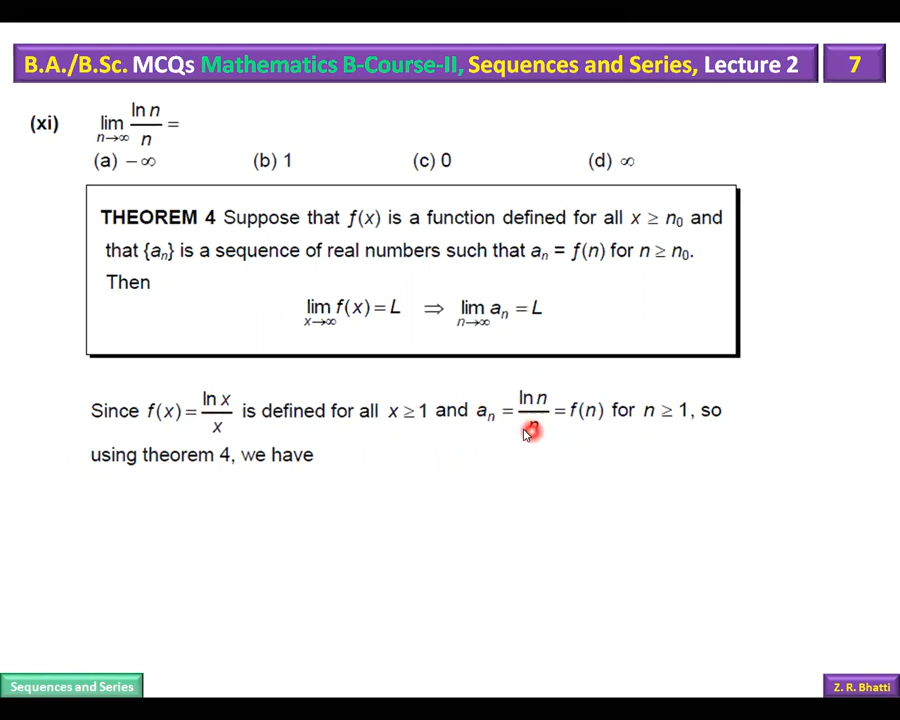 B.A./B.Sc. MCQs Mathematics B-Course-II, Sequences and Series, Lecture 2 7
(xi) lim n→∞ ln n / n =
(a) − ∞ (b) 1 (c) 0 (d) ∞
THEOREM 4 Suppose that f(x) is a function defined for all x ≥ n₀ and
that {aₙ} is a sequence of real numbers such that aₙ = f(n) for n ≥ n₀.
Then
lim x→∞ f(x) = L ⇒ lim n→∞ aₙ = L
Since f(x) = ln x / x is defined for all x ≥ 1 and aₙ = ln n / n = f(n) for n ≥ 1, so
using theorem 4, we have
Sequences and Series Z. R. Bhatti